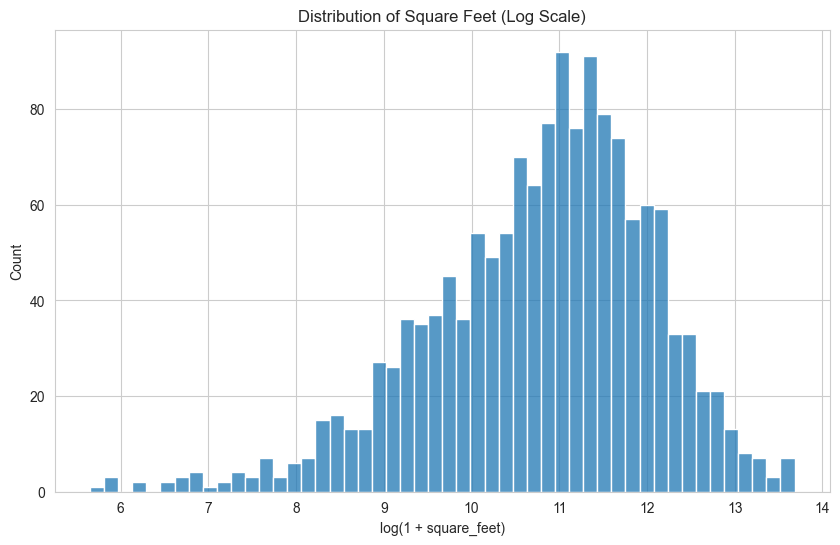 Distribution of Square Feet (Log Scale)
Count
80
60
40
20
0
6 7 8 9 10 11 12 13 14
log(1 + square_feet)